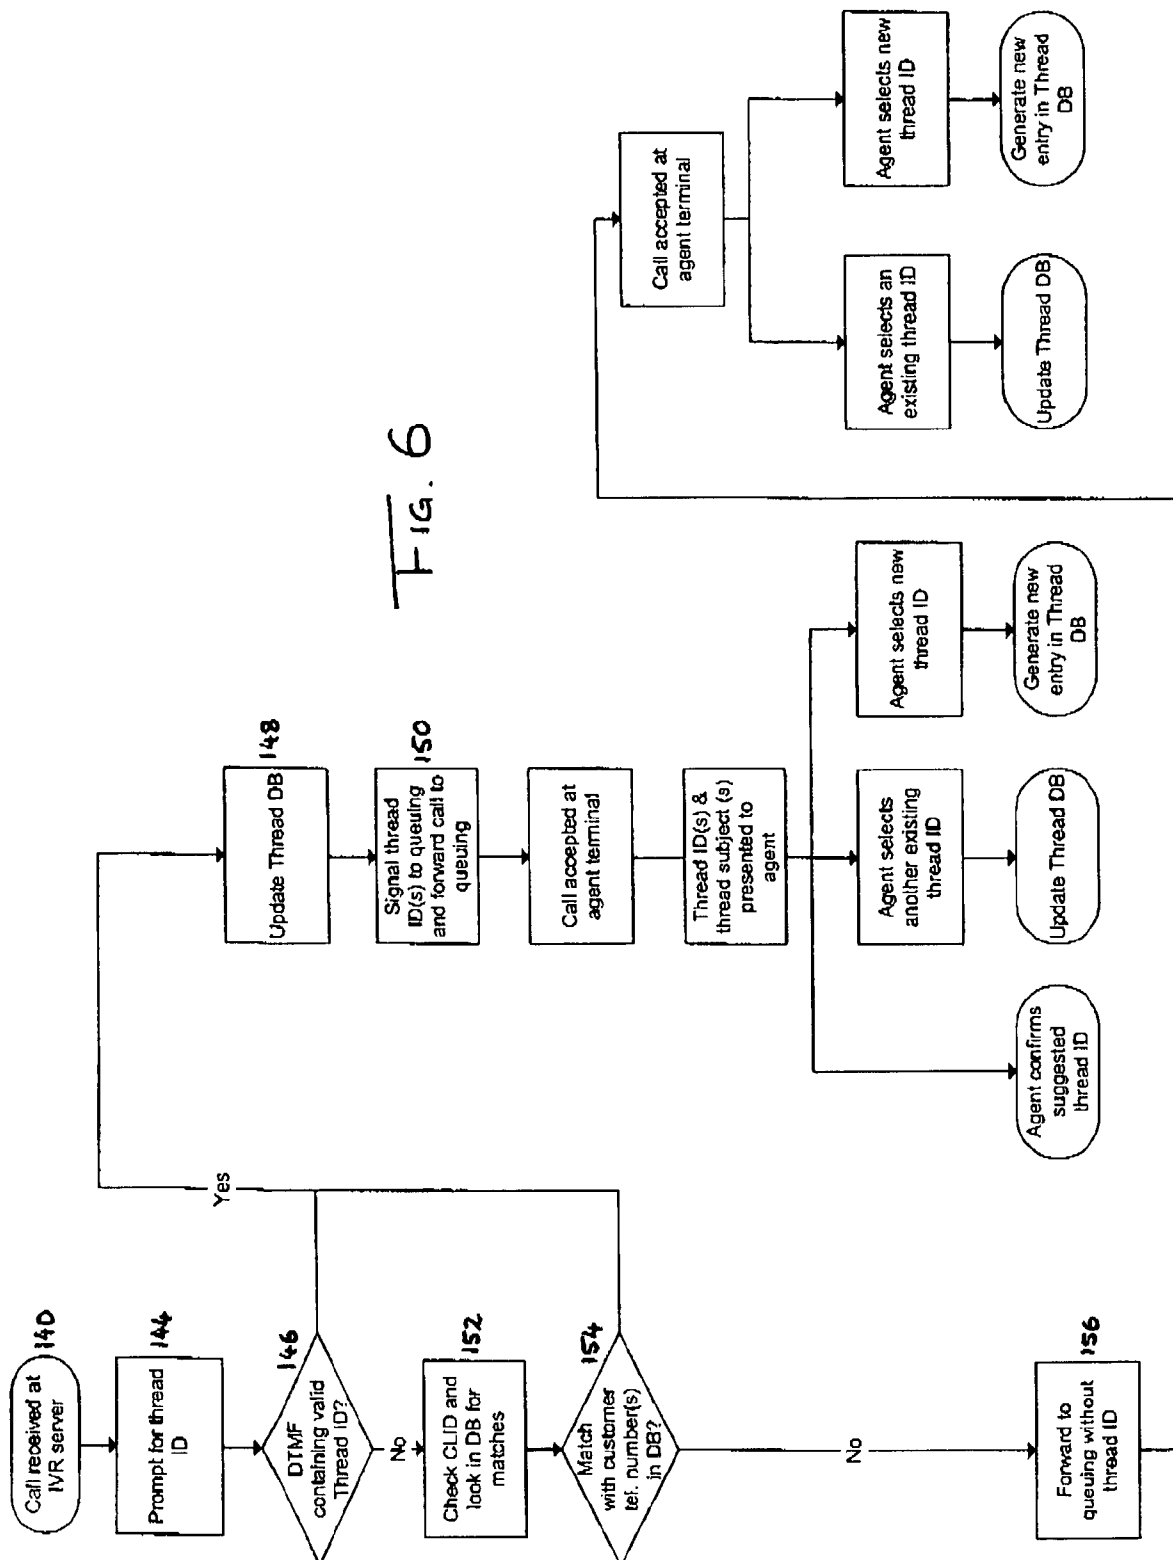 Call received at
IVR server
140
Prompt for thread
ID
144
DTMF
containing valid
Thread ID?
146
Yes
No
Check CLID and
look in DB for
matches
152
Match
with customer
tel. number(s)
in DB?
154
No
Forward to
queuing without
thread ID
156
Update Thread DB
148
Signal thread
ID(s) to queuing
and forward call to
queuing
150
Call accepted at
agent terminal
Thread ID(s) &
thread subject (s)
presented to
agent
Agent confirms
suggested
thread ID
Agent selects
another existing
thread ID
Update Thread DB
Agent selects new
thread ID
Generate new
entry in Thread
DB
FIG. 6
Call accepted at
agent terminal
Agent selects an
existing thread ID
Update Thread DB
Agent selects new
thread ID
Generate new
entry in Thread
DB